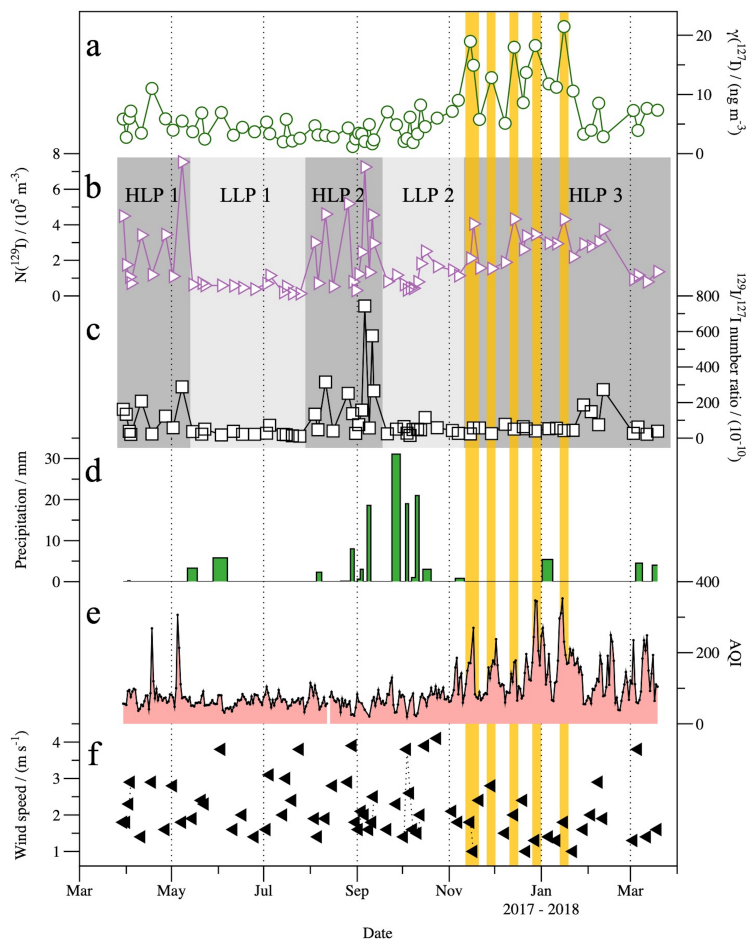 a
γ(¹²⁷I) / (ng m⁻³)
20
10
0
b
HLP 1
LLP 1
HLP 2
LLP 2
HLP 3
N(¹²⁹I) / (10⁵ m⁻³)
8
6
4
2
0
c
¹²⁹I/¹²⁷I number ratio / (10⁻¹⁰)
800
600
400
200
0
d
Precipitation / mm
30
20
10
0
e
AQI
400
200
0
f
Wind speed / (m s⁻¹)
4
3
2
1
Mar
May
Jul
Sep
Nov
Jan
Mar
2017 - 2018
Date